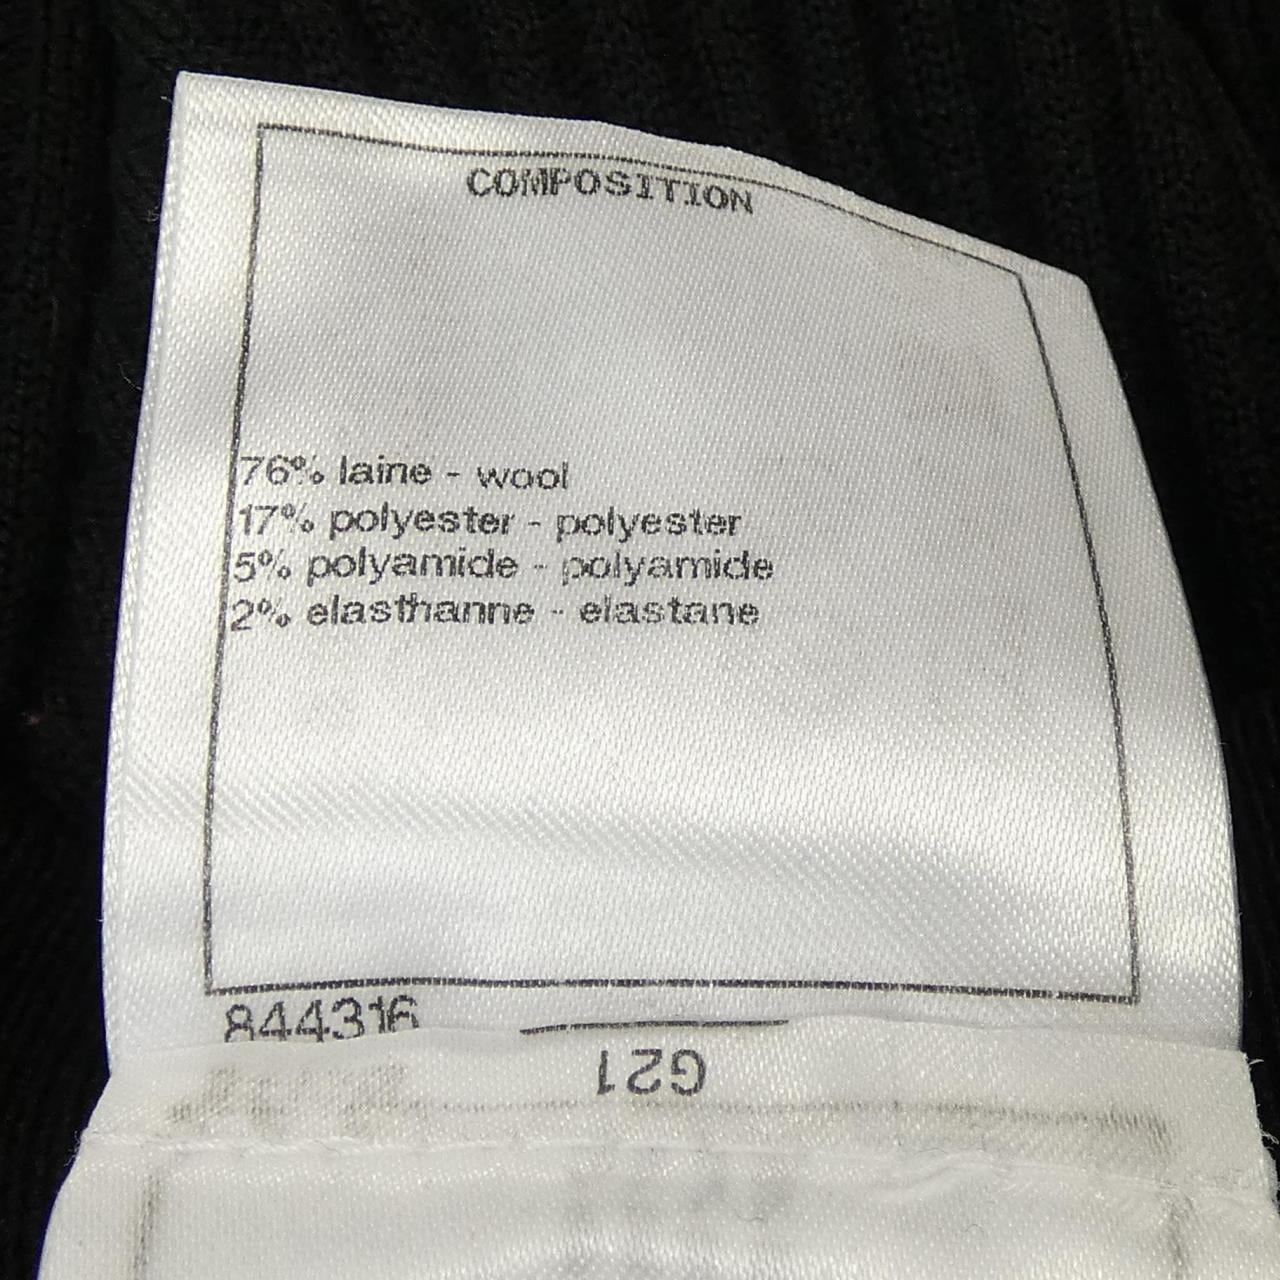 COMPOSITION
76% laine - wool
17% polyester - polyester
5% polyamide - polyamide
2% elasthanne - elastane
844316
G21